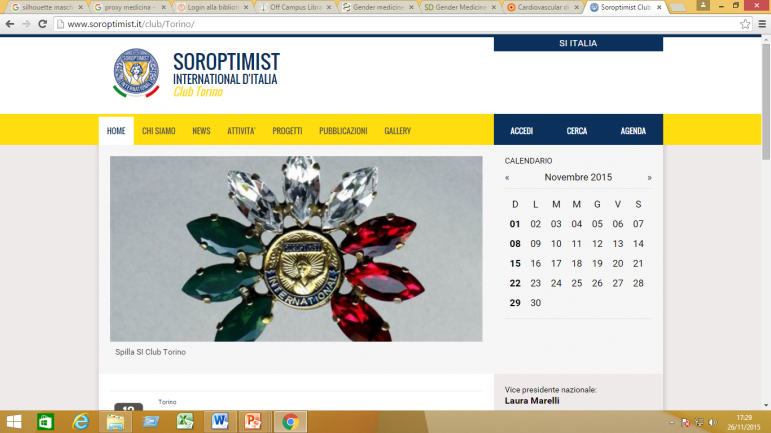 silhouette masch
proxy medicina -
Login alla bibliot
Off Campus Libra
Gender medicine
SD Gender Medicine
Cardiovascular di
Soroptimist Club
www.soroptimist.it/club/Torino/
SI ITALIA
SOROPTIMIST
INTERNATIONAL D'ITALIA
Club Torino
HOME CHI SIAMO NEWS ATTIVITA' PROGETTI PUBBLICAZIONI GALLERY
ACCEDI CERCA AGENDA
SOROPTIMIST
INTERNATIONAL
Spilla SI Club Torino
CALENDARIO
« Novembre 2015 »
D L M M G V S
01 02 03 04 05 06 07
08 09 10 11 12 13 14
15 16 17 18 19 20 21
22 23 24 25 26 27 28
29 30
Vice presidente nazionale:
Laura Marelli
12
Torino
17:29
26/11/2015